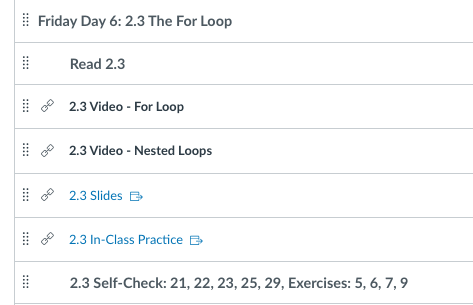 Friday Day 6: 2.3 The For Loop
Read 2.3
2.3 Video - For Loop
2.3 Video - Nested Loops
2.3 Slides
2.3 In-Class Practice
2.3 Self-Check: 21, 22, 23, 25, 29, Exercises: 5, 6, 7, 9